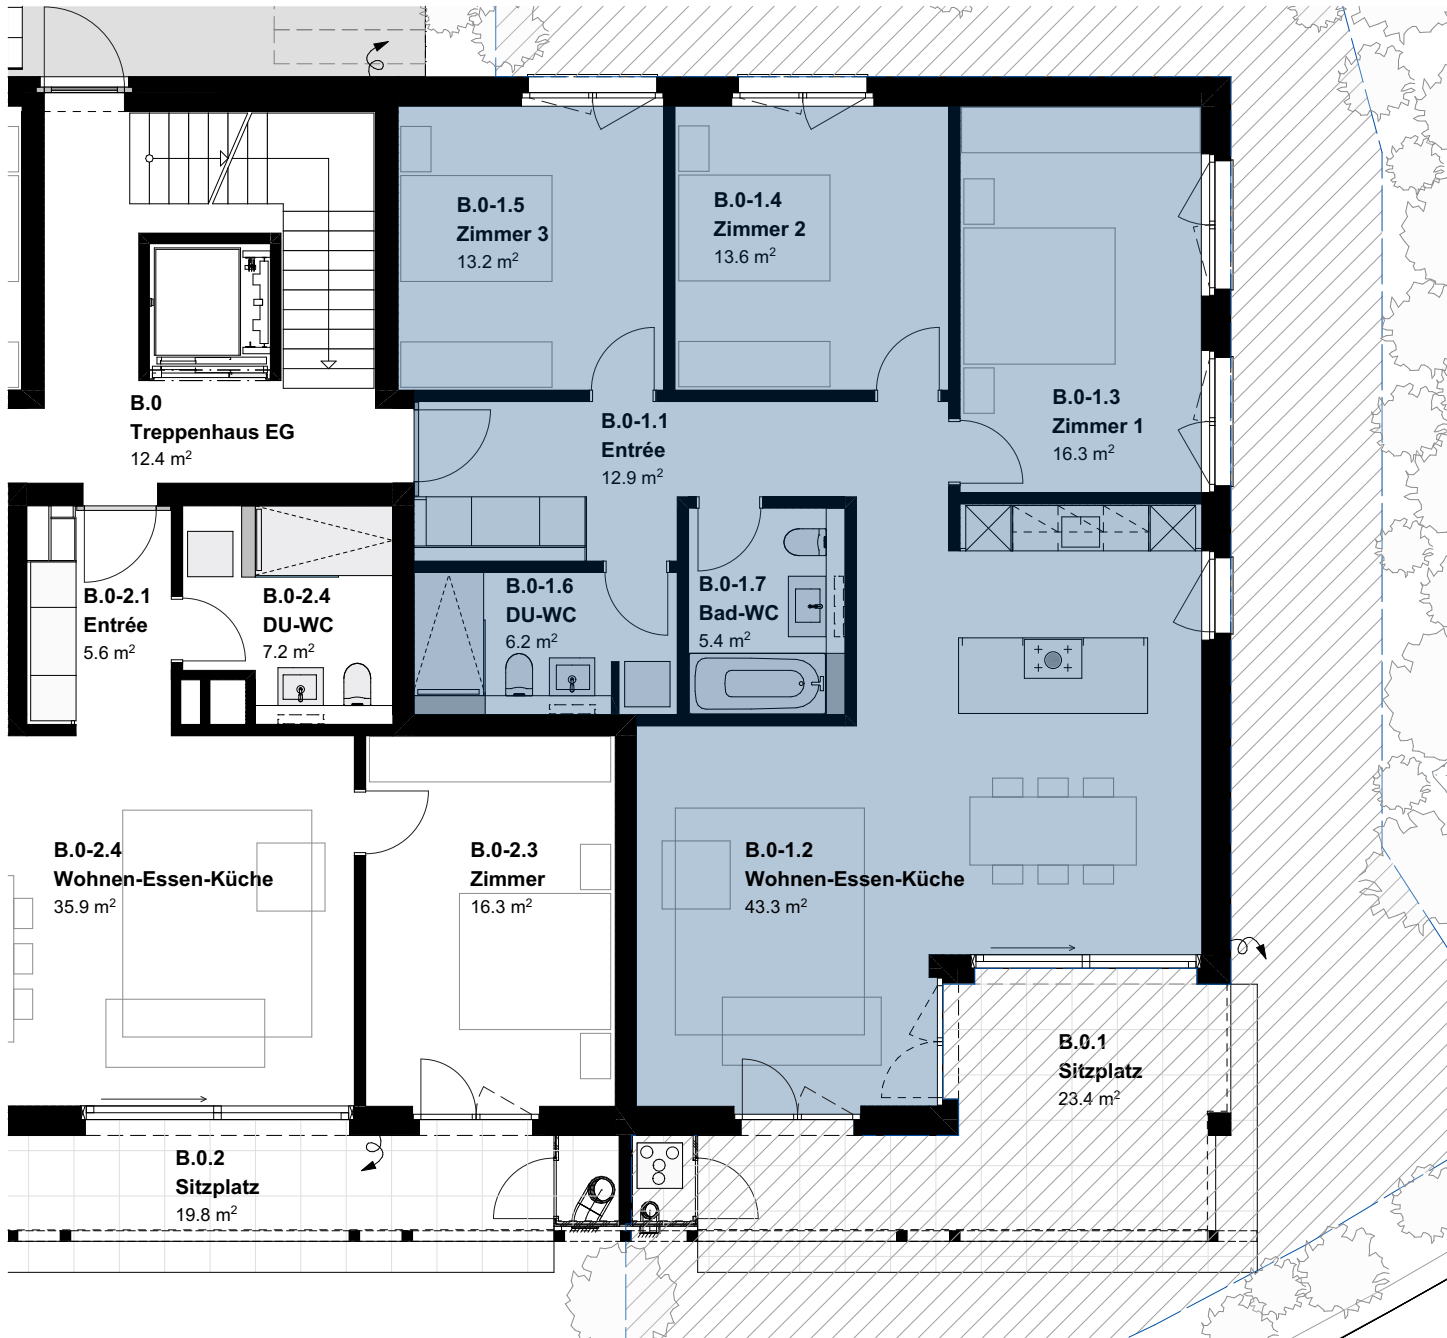 B.0-1.5
Zimmer 3
13.2 m²
B.0-1.4
Zimmer 2
13.6 m²
B.0-1.3
Zimmer 1
16.3 m²
B.0
Treppenhaus EG
12.4 m²
B.0-1.1
Entrée
12.9 m²
B.0-2.1
Entrée
5.6 m²
B.0-2.4
DU-WC
7.2 m²
B.0-1.6
DU-WC
6.2 m²
B.0-1.7
Bad-WC
5.4 m²
B.0-2.4
Wohnen-Essen-Küche
35.9 m²
B.0-2.3
Zimmer
16.3 m²
B.0-1.2
Wohnen-Essen-Küche
43.3 m²
B.0.1
Sitzplatz
23.4 m²
B.0.2
Sitzplatz
19.8 m²